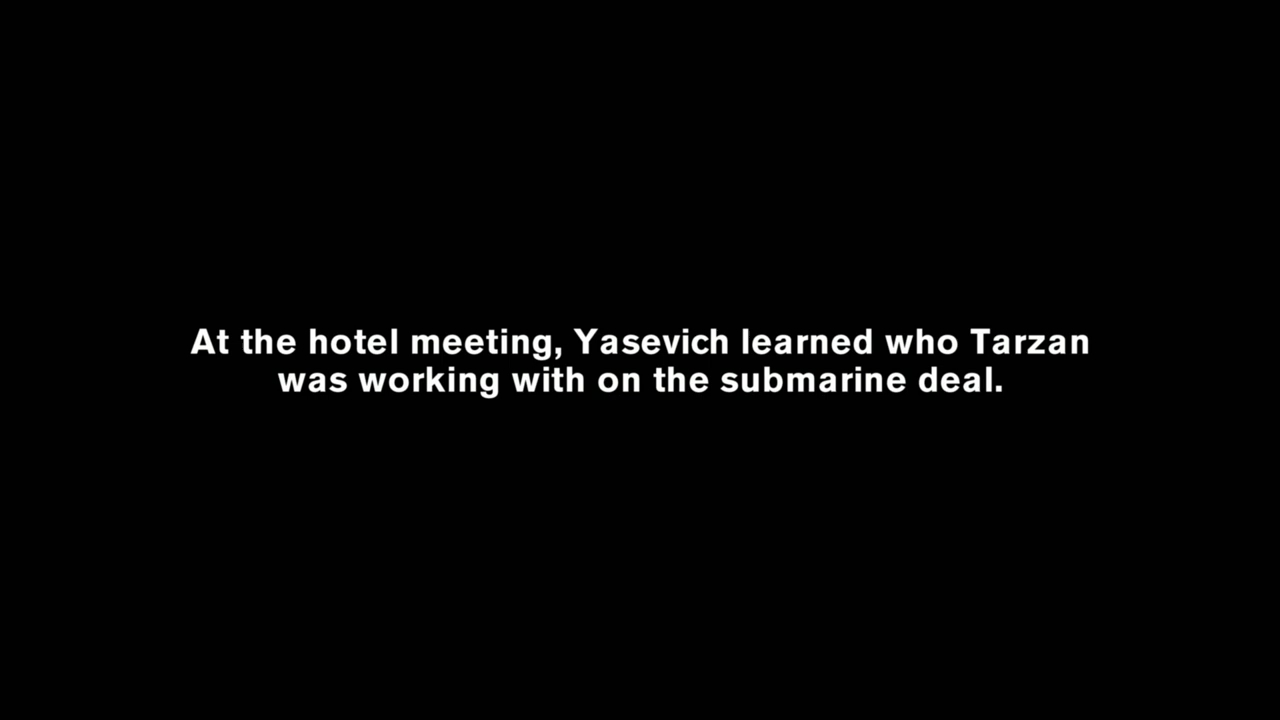 At the hotel meeting, Yasevich learned who Tarzan
was working with on the submarine deal.